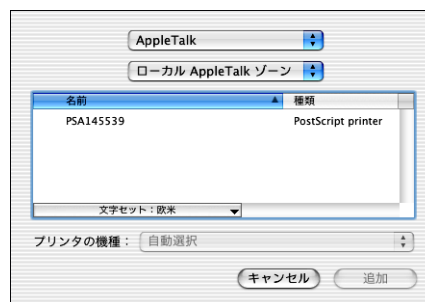 AppleTalk
ローカル AppleTalk ゾーン
名前 種類
PSA145539 PostScript printer
文字セット：欧米
プリンタの機種： 自動選択
キャンセル 追加